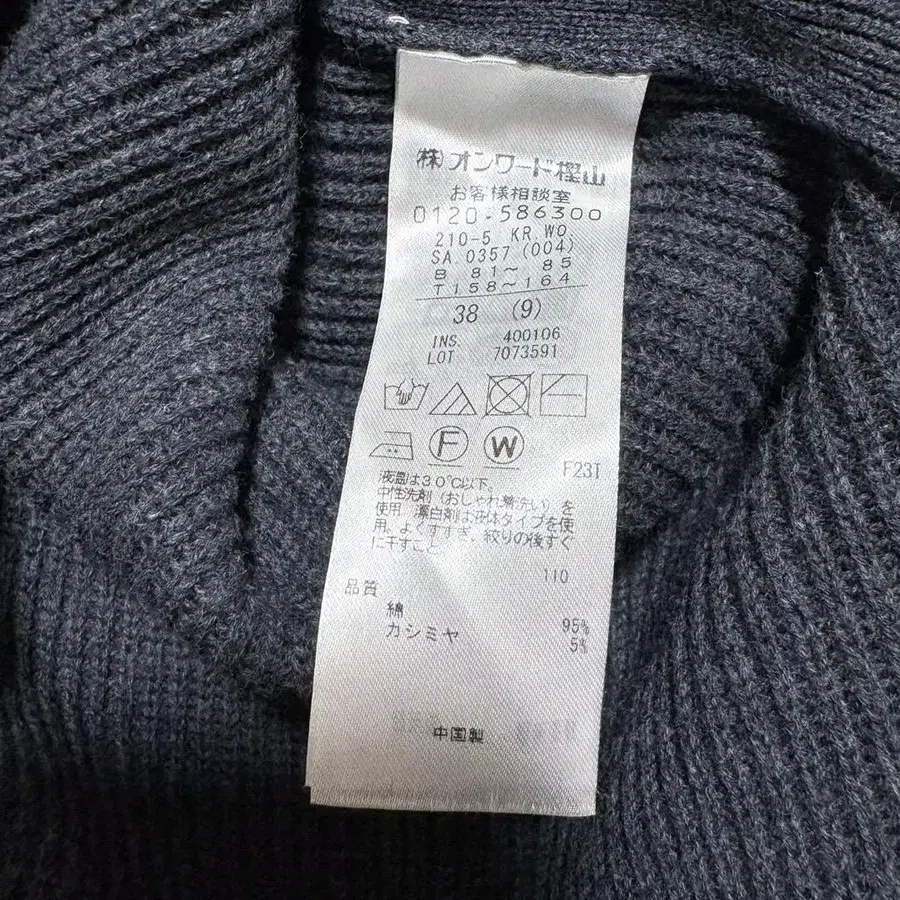 (株)オンワード樫山
お客様相談室
0120-586300
210-5 KR.WO.
SA.0357(004)
B 81～ 85
T158～164
38 (9)
INS. 400106
LOT 7073591
F W
F23I
液温は30℃以下、
中性洗剤(おしゃれ着洗い)を
使用 漂白剤は液体タイプを使
用。よくすすぎ、絞りの後すぐ
に干すこと。
110
品質
綿 95%
カシミヤ 5%
中国製